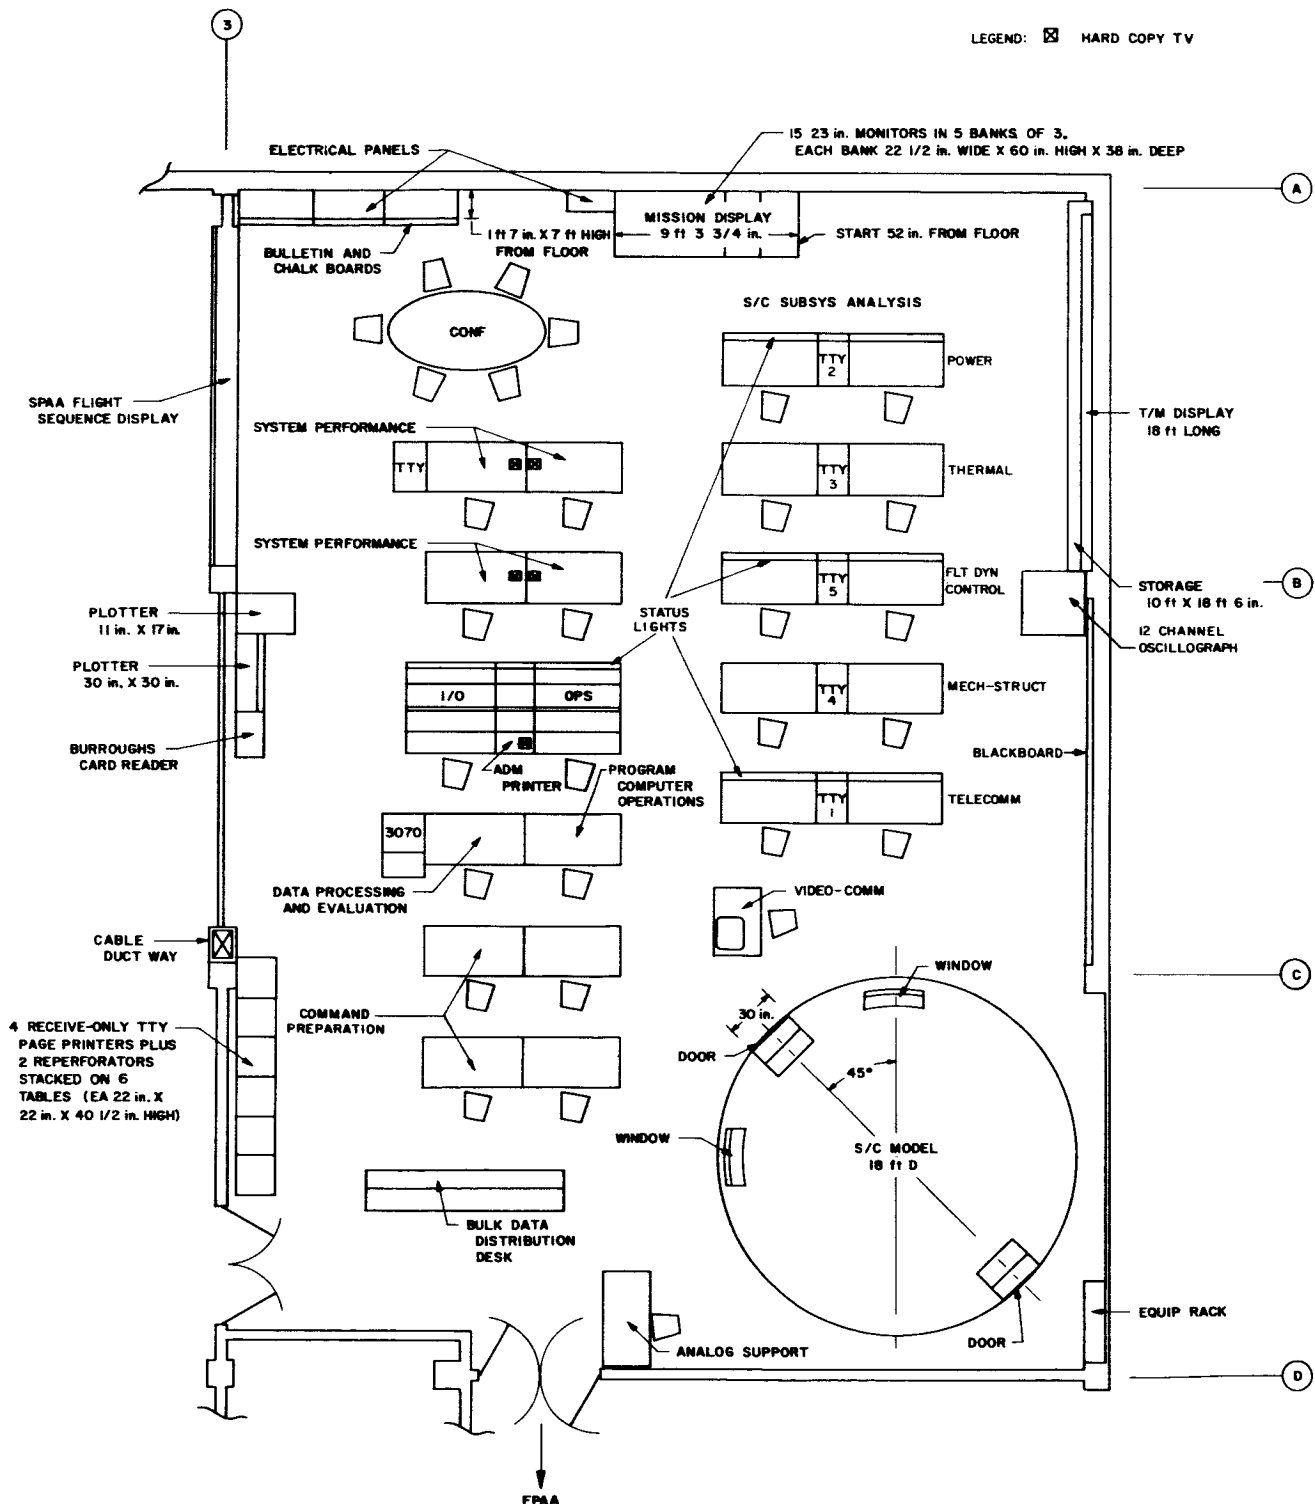 3
LEGEND: HARD COPY TV
ELECTRICAL PANELS
15 23 in. MONITORS IN 5 BANKS OF 3.
EACH BANK 22 1/2 in. WIDE X 60 in. HIGH X 38 in. DEEP
A
MISSION DISPLAY
9 ft 3 3/4 in.
1 ft 7 in. X 7 ft HIGH
FROM FLOOR
START 52 in. FROM FLOOR
BULLETIN AND
CHALK BOARDS
S/C SUBSYS ANALYSIS
CONF
TTY
2
POWER
SPAA FLIGHT
SEQUENCE DISPLAY
T/M DISPLAY
18 ft LONG
SYSTEM PERFORMANCE
TTY
TTY
3
THERMAL
SYSTEM PERFORMANCE
TTY
5
FLT DYN
CONTROL
STORAGE
10 ft X 18 ft 6 in.
B
PLOTTER
11 in. X 17 in.
STATUS
LIGHTS
12 CHANNEL
OSCILLOGRAPH
PLOTTER
30 in. X 30 in.
I/O
OPS
TTY
4
MECH-STRUCT
BURROUGHS
CARD READER
ADM
PRINTER
PROGRAM
COMPUTER
OPERATIONS
BLACKBOARD
TTY
1
TELECOMM
3070
DATA PROCESSING
AND EVALUATION
VIDEO-COMM
CABLE
DUCT WAY
WINDOW
C
COMMAND
PREPARATION
30 in.
DOOR
45°
4 RECEIVE-ONLY TTY
PAGE PRINTERS PLUS
2 REPERFORATORS
STACKED ON 6
TABLES (EA 22 in. X
22 in. X 40 1/2 in. HIGH)
WINDOW
S/C MODEL
18 ft D
BULK DATA
DISTRIBUTION
DESK
EQUIP RACK
DOOR
ANALOG SUPPORT
D
FPAA